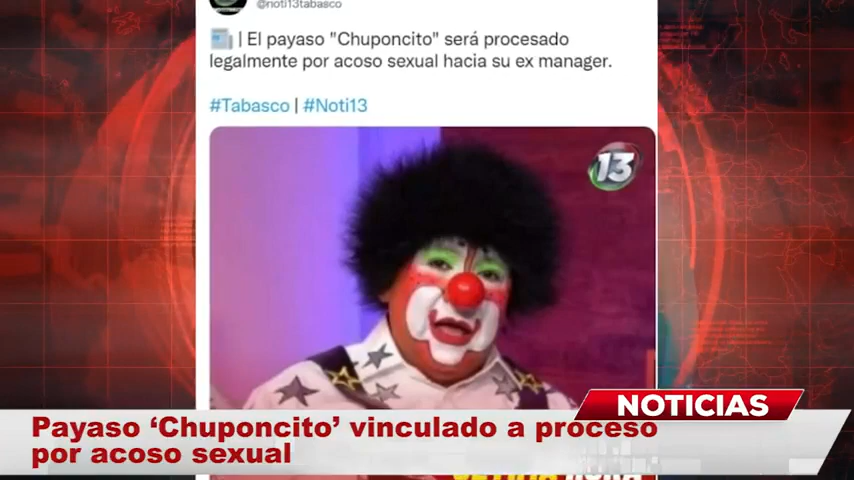 @noti13tabasco
| El payaso "Chuponcito" será procesado
legalmente por acoso sexual hacia su ex manager.
#Tabasco | #Noti13
13
NOTICIAS
Payaso ‘Chuponcito’ vinculado a proceso
por acoso sexual